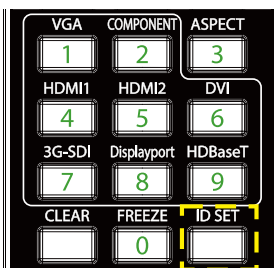 VGA COMPONENT ASPECT
1 2 3
HDMI1 HDMI2 DVI
4 5 6
3G-SDI Displayport HDBaseT
7 8 9
CLEAR FREEZE ID SET
0